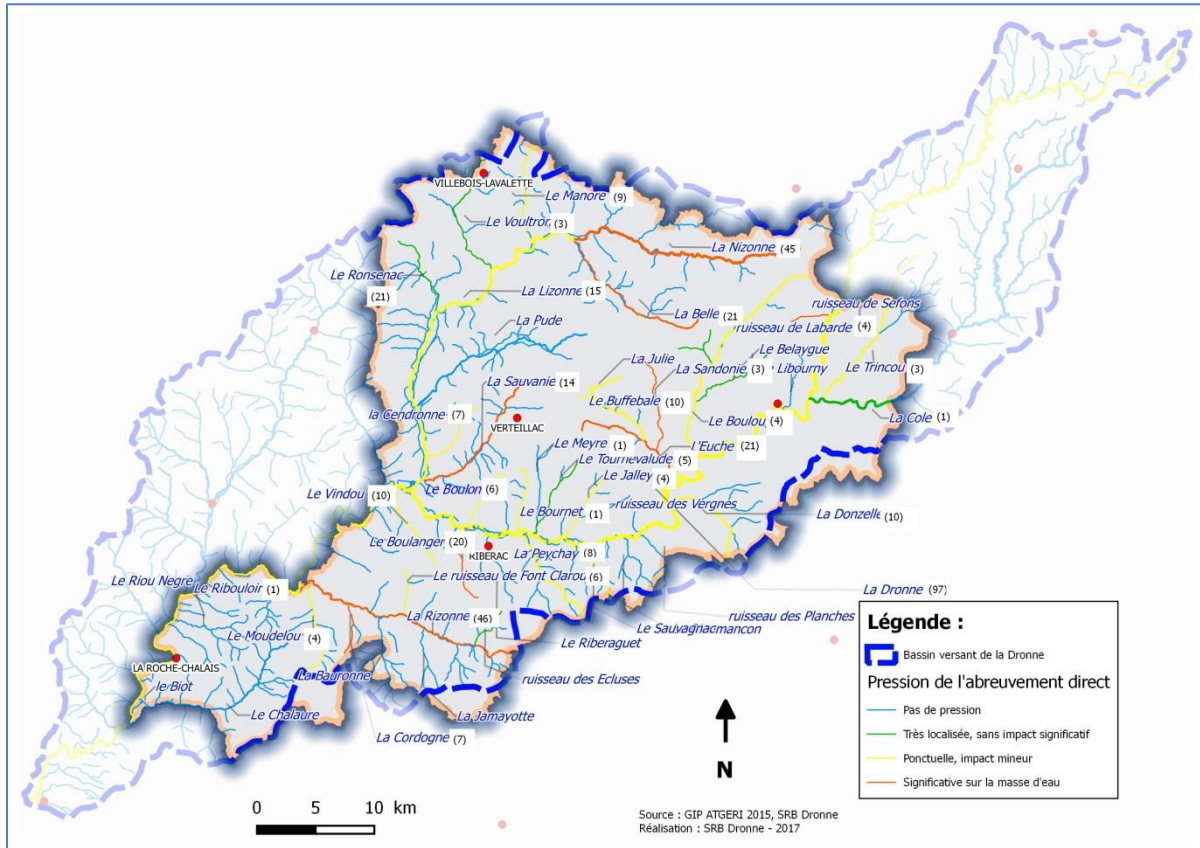 VILLEBOIS-LAVALETTE
Le Manore (9)
Le Voultron (3)
La Nizonne (45
Le Ronsenac
(21)
La Lizonne (15
La Belle (21
ruisseau de Sefons
ruisseau de Labarde (4)
La Pude
Le Belaygue
La Julie
La Sandonie (3)
Libourny
Le Trincou (3)
La Sauvanie (14
Le Buffebale (10)
Le Boulou (4)
La Cole (1)
la Cendronne (7)
VERTEILLAC
Le Meyre (1)
L'Euche (21)
Le Tournevalude (5)
Le Jalley (4)
Le Vindou (10)
Le Boulon (6)
Le Bournet (1)
ruisseau des Vergnes
La Donzelle (10)
Le Boulanger (20)
RIBERAC
La Peychay (8)
Le Riou Negre
Le Ribouloir (1)
Le ruisseau de Font Clarou (6)
La Dronne (97)
La Rizonne (46)
ruisseau des Planches
Le Moudelou (4)
Le Riberaguet
Le Sauvagnac
LA ROCHE-CHALAIS
La Bauronne
ruisseau des Ecluses
le Biot
Le Chalaure
La Jamayotte
La Cordogne (7)
N
0 5 10 km
Légende :
Bassin versant de la Dronne
Pression de l'abreuvement direct
Pas de pression
Très localisée, sans impact significatif
Ponctuelle, impact mineur
Significative sur la masse d'eau
Source : GIP ATGERI 2015, SRB Dronne
Réalisation : SRB Dronne - 2017